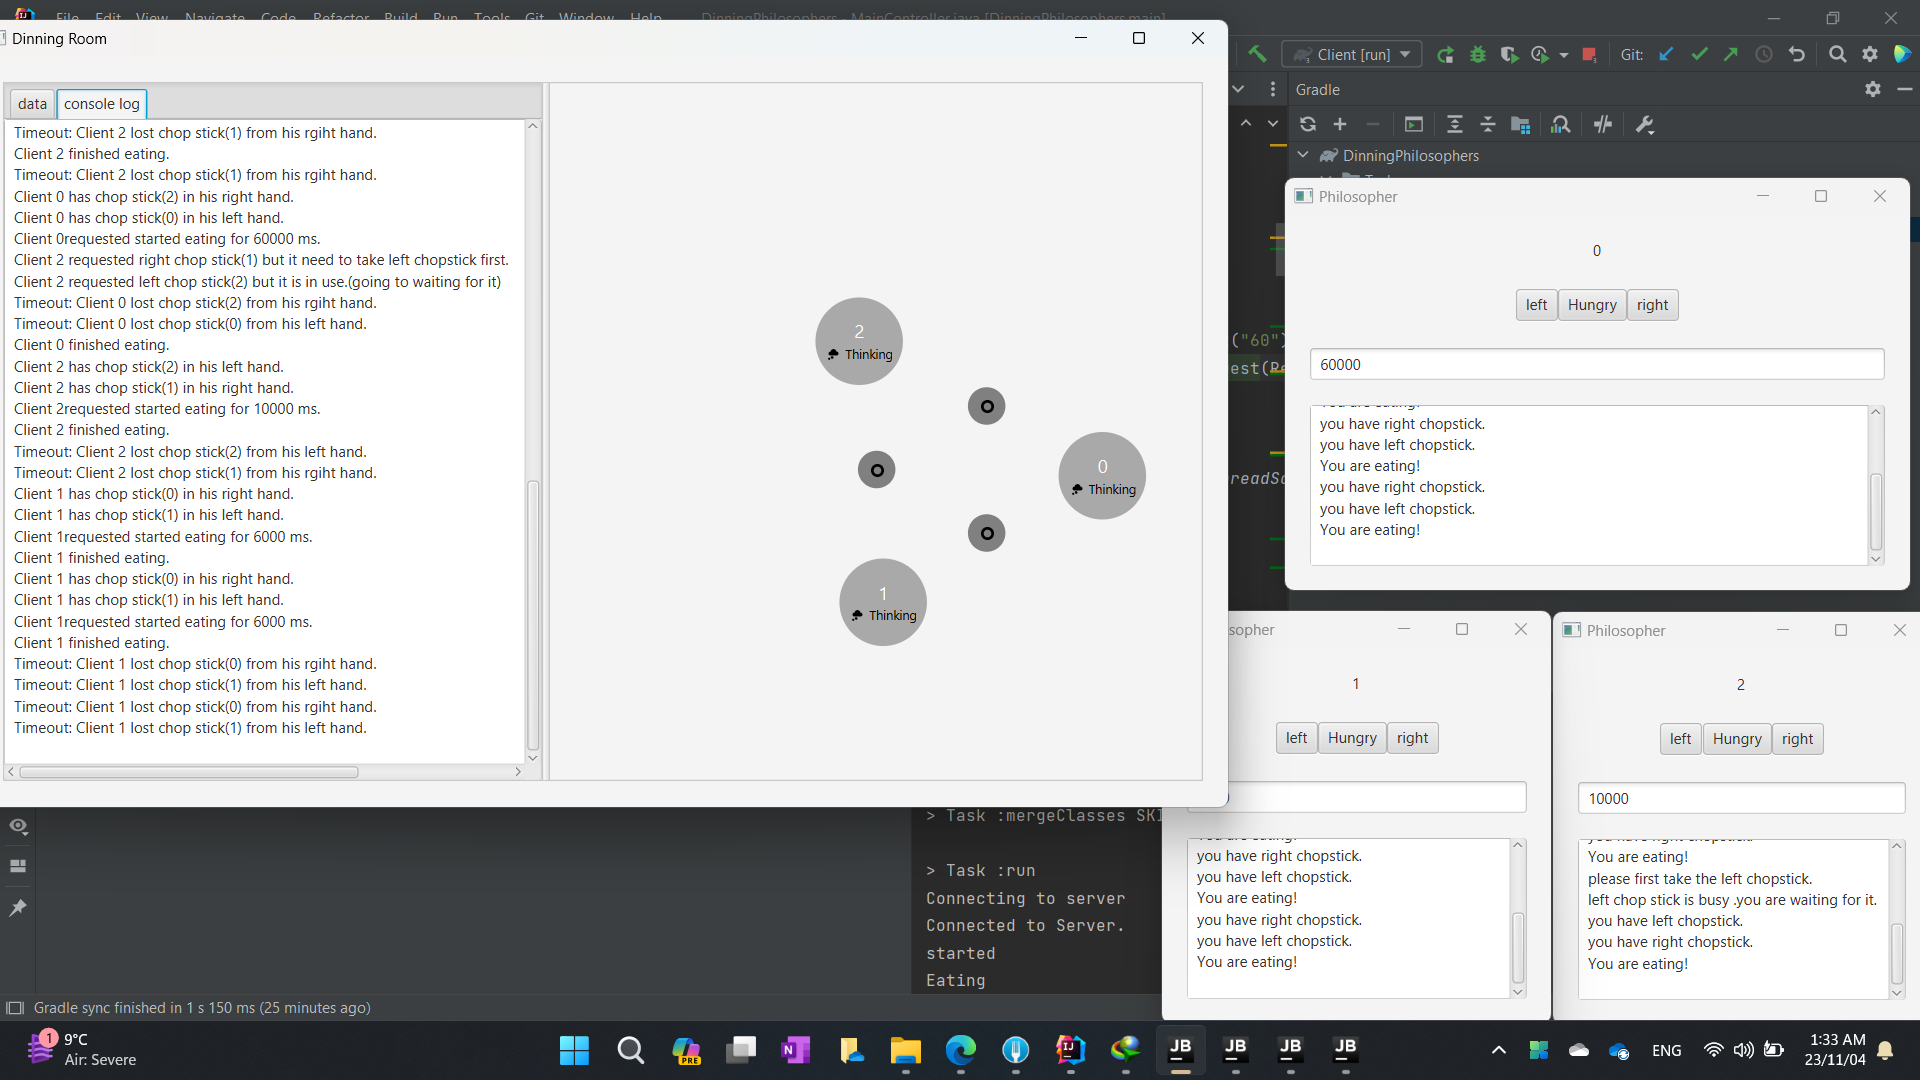 File Edit View Navigate Code Refactor Build Run Tools Git Window Help DinningPhilosophers - MainController.java [DinningPhilosophers.main]
Dinning Room
data
console log
Timeout: Client 2 lost chop stick(1) from his rgiht hand.
Client 2 finished eating.
Timeout: Client 2 lost chop stick(1) from his rgiht hand.
Client 0 has chop stick(2) in his right hand.
Client 0 has chop stick(0) in his left hand.
Client 0requested started eating for 60000 ms.
Client 2 requested right chop stick(1) but it need to take left chopstick first.
Client 2 requested left chop stick(2) but it is in use.(going to waiting for it)
Timeout: Client 0 lost chop stick(2) from his rgiht hand.
Timeout: Client 0 lost chop stick(0) from his left hand.
Client 0 finished eating.
Client 2 has chop stick(2) in his left hand.
Client 2 has chop stick(1) in his right hand.
Client 2requested started eating for 10000 ms.
Client 2 finished eating.
Timeout: Client 2 lost chop stick(2) from his left hand.
Timeout: Client 2 lost chop stick(1) from his rgiht hand.
Client 1 has chop stick(0) in his right hand.
Client 1 has chop stick(1) in his left hand.
Client 1requested started eating for 6000 ms.
Client 1 finished eating.
Client 1 has chop stick(0) in his right hand.
Client 1 has chop stick(1) in his left hand.
Client 1requested started eating for 6000 ms.
Client 1 finished eating.
Timeout: Client 1 lost chop stick(0) from his rgiht hand.
Timeout: Client 1 lost chop stick(1) from his left hand.
Timeout: Client 1 lost chop stick(0) from his rgiht hand.
Timeout: Client 1 lost chop stick(1) from his left hand.
2
Thinking
0
Thinking
1
Thinking
Client [run]
Git:
Gradle
DinningPhilosophers
("60")
est(
readSc
Philosopher
0
left Hungry right
60000
You are eating!
you have right chopstick.
you have left chopstick.
You are eating!
you have right chopstick.
you have left chopstick.
You are eating!
sopher
1
left Hungry right
You are eating!
you have right chopstick.
you have left chopstick.
You are eating!
you have right chopstick.
you have left chopstick.
You are eating!
Philosopher
2
left Hungry right
10000
you have right chopstick.
You are eating!
please first take the left chopstick.
left chop stick is busy .you are waiting for it.
you have left chopstick.
you have right chopstick.
You are eating!
> Task :mergeClasses SKI
> Task :run
Connecting to server
Connected to Server.
started
Eating
Gradle sync finished in 1 s 150 ms (25 minutes ago)
1
9°C
Air: Severe
PRE
IJ
JB
JB
JB
JB
ENG
1:33 AM
23/11/04